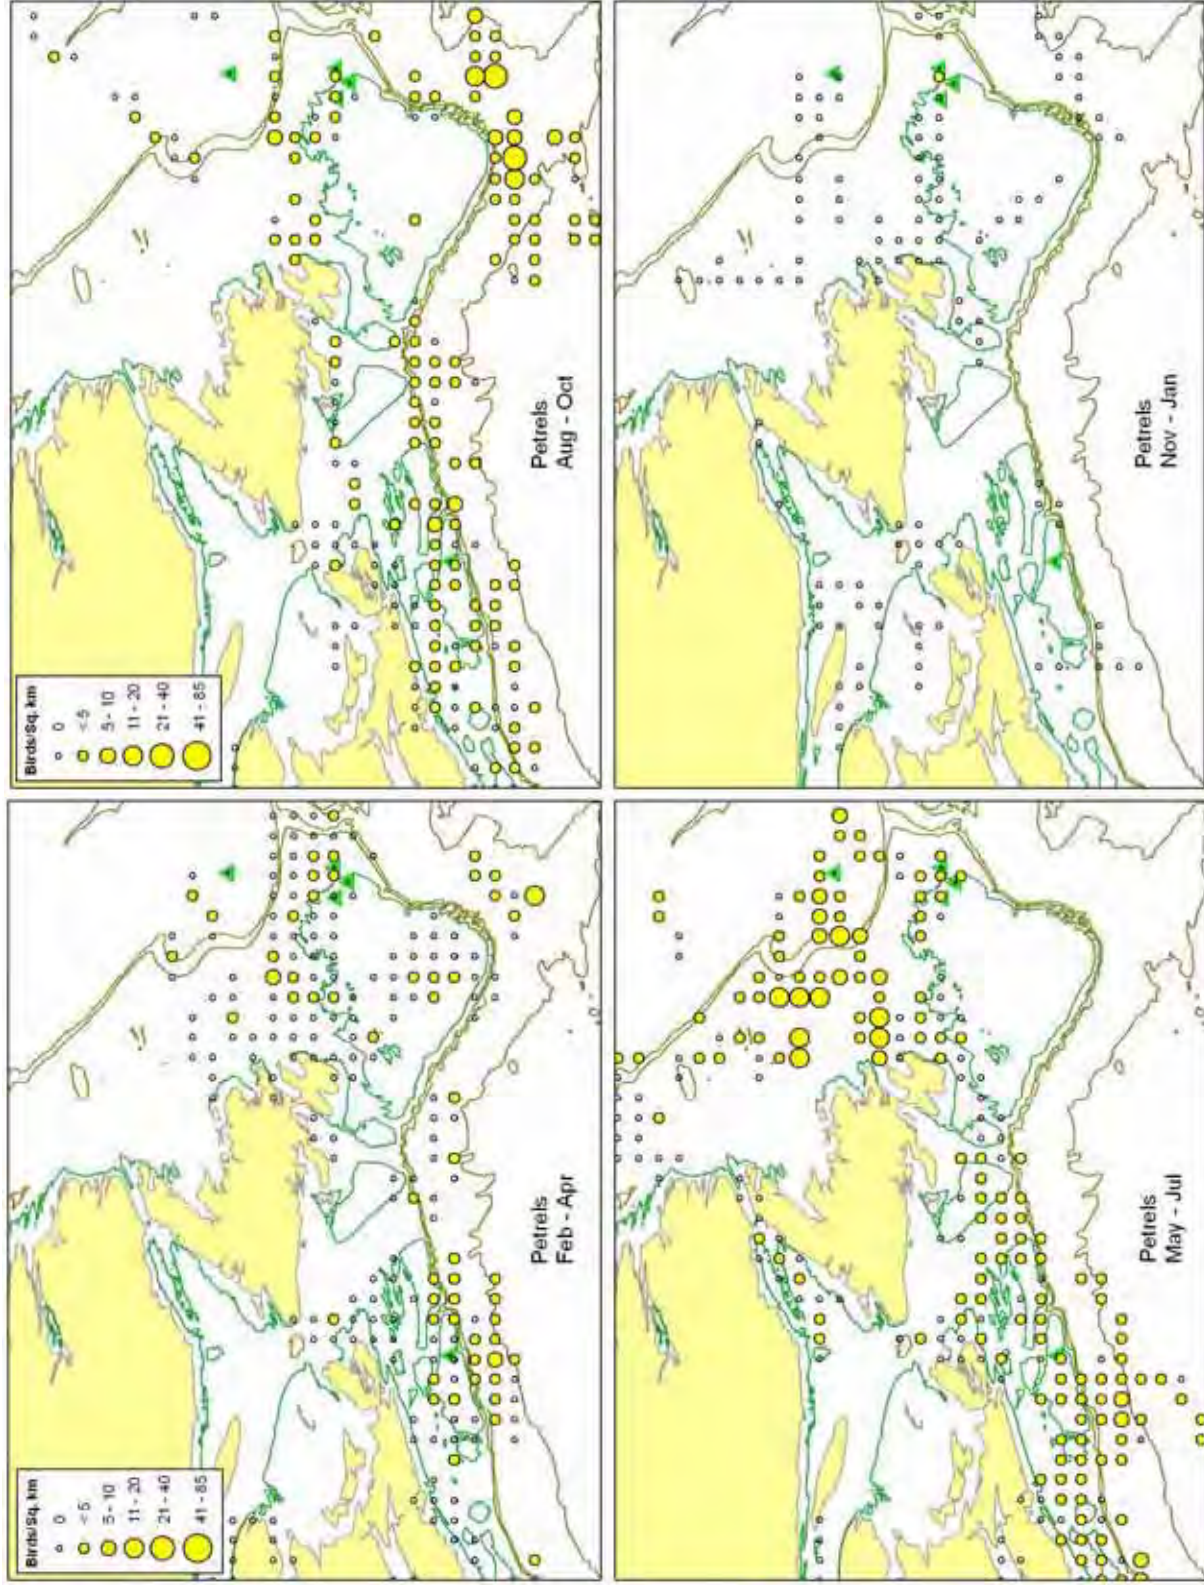 Birds/Sq. km
0
< 5
5 - 10
11 - 20
21 - 40
41 - 85
Petrels
Feb - Apr
Birds/Sq. km
0
< 5
5 - 10
11 - 20
21 - 40
41 - 85
Petrels
Aug - Oct
Petrels
May - Jul
Petrels
Nov - Jan